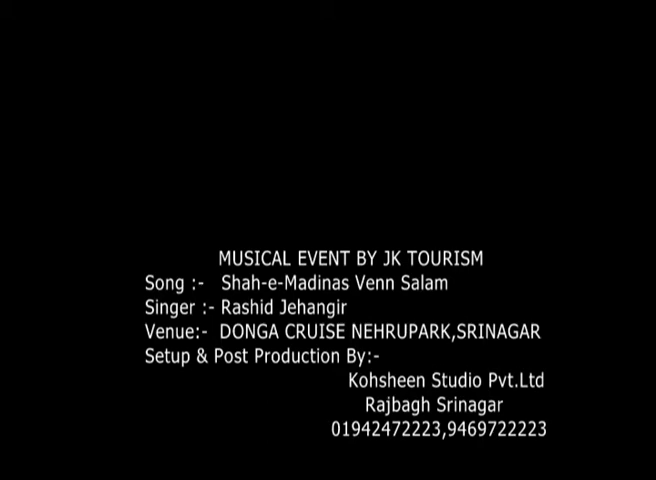 MUSICAL EVENT BY JK TOURISM
Song :- Shah-e-Madinas Venn Salam
Singer :- Rashid Jehangir
Venue:- DONGA CRUISE NEHRUPARK,SRINAGAR
Setup & Post Production By:-
Kohsheen Studio Pvt.Ltd
Rajbagh Srinagar
01942472223,9469722223